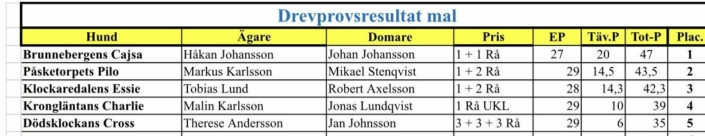 Drevprovsresultat mal
Hund Ägare Domare Pris EP Täv.P Tot-P Plac.
Brunnebergens Cajsa Håkan Johansson Johan Johansson 1 + 1 Rå 27 20 47 1
Påsketorpets Pilo Markus Karlsson Mikael Stenqvist 1 + 2 Rå 29 14,5 43,5 2
Klockaredalens Essie Tobias Lund Robert Axelsson 1 + 2 Rå 28 14,3 42,3 3
Krongläntans Charlie Malin Karlsson Jonas Lundqvist 1 Rå UKL 29 10 39 4
Dödsklockans Cross Therese Andersson Jan Johnsson 3 + 3 + 3 Rå 29 6 35 5